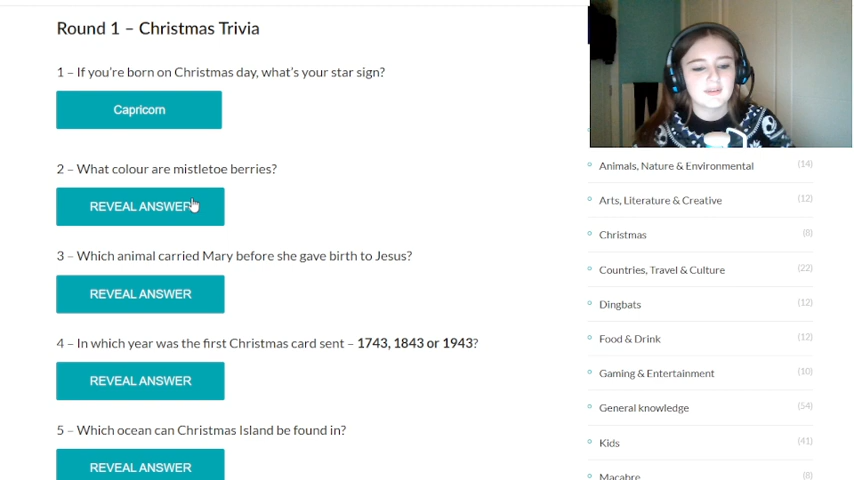 Round 1 – Christmas Trivia
1 – If you're born on Christmas day, what's your star sign?
Capricorn
2 – What colour are mistletoe berries?
REVEAL ANSWER
3 – Which animal carried Mary before she gave birth to Jesus?
REVEAL ANSWER
4 – In which year was the first Christmas card sent – 1743, 1843 or 1943?
REVEAL ANSWER
5 – Which ocean can Christmas Island be found in?
REVEAL ANSWER
Animals, Nature & Environmental (14)
Arts, Literature & Creative (12)
Christmas (8)
Countries, Travel & Culture (22)
Dingbats (12)
Food & Drink (12)
Gaming & Entertainment (10)
General knowledge (54)
Kids (41)
Macabre (8)